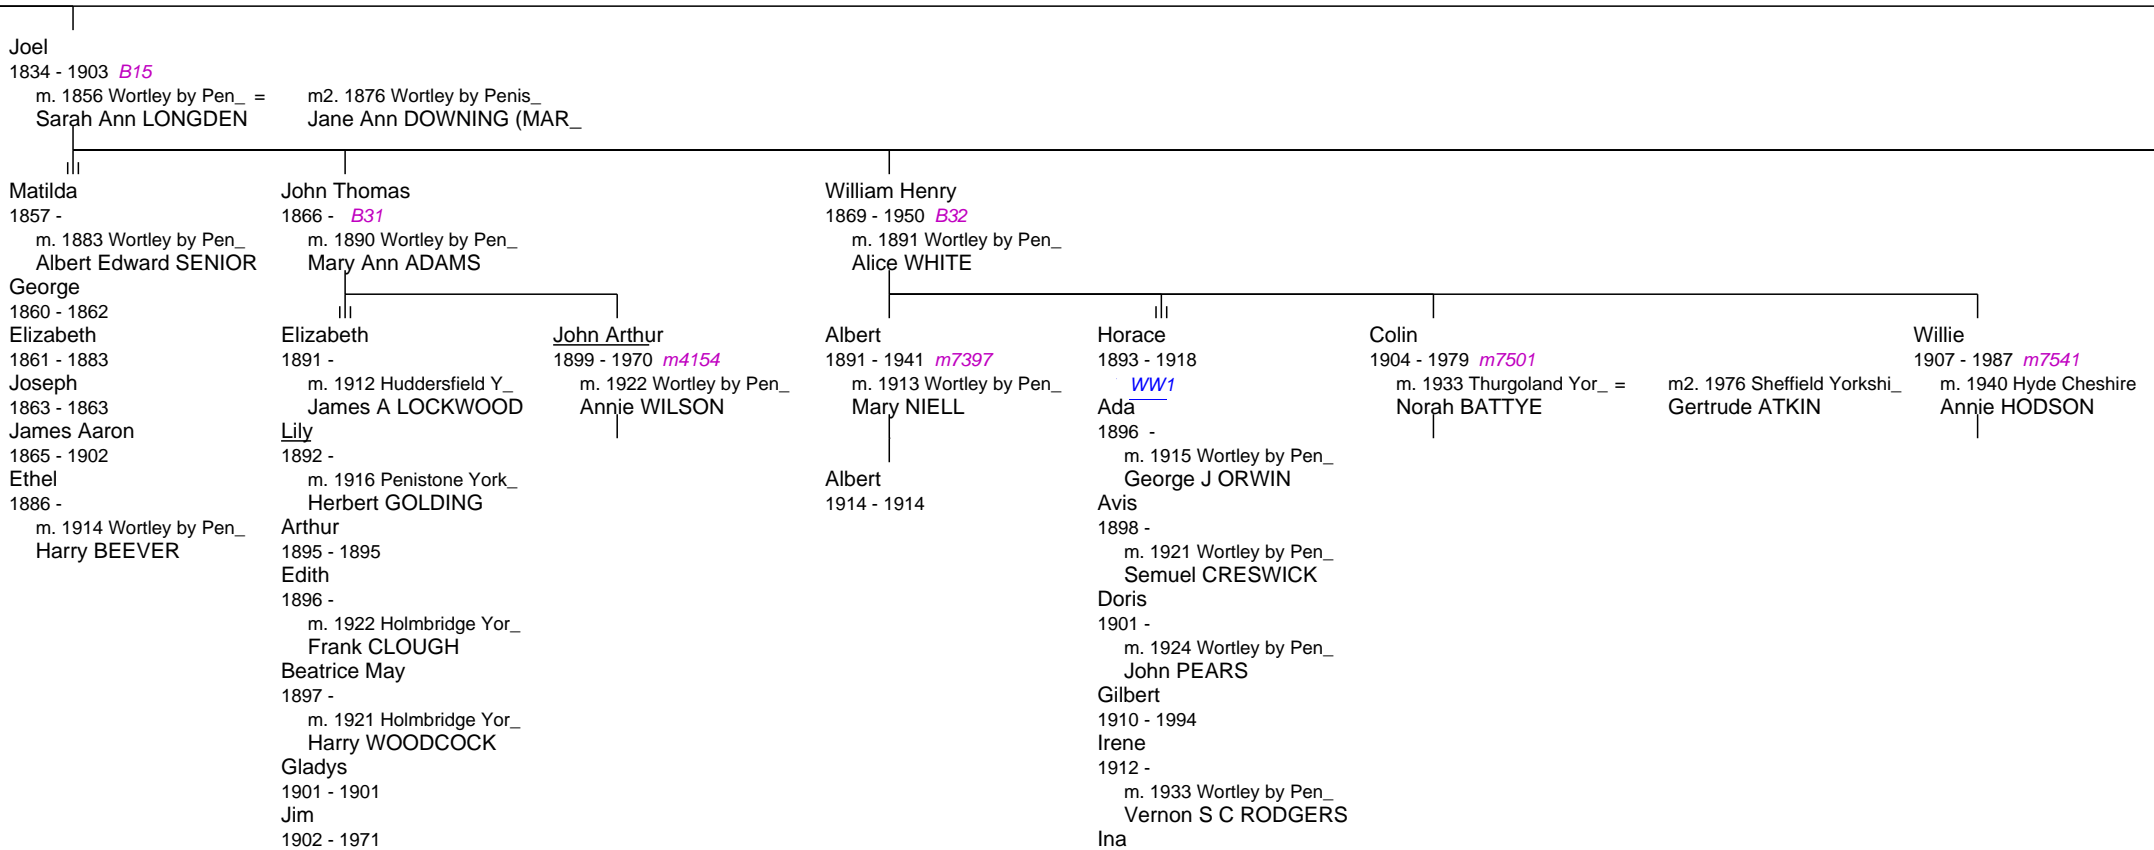 Joel
1834 - 1903 B15
m. 1856 Wortley by Pen_ =
Sarah Ann LONGDEN
m2. 1876 Wortley by Penis_
Jane Ann DOWNING (MAR_
Matilda
1857 -
m. 1883 Wortley by Pen_
Albert Edward SENIOR
George
1860 - 1862
Elizabeth
1861 - 1883
Joseph
1863 - 1863
James Aaron
1865 - 1902
Ethel
1886 -
m. 1914 Wortley by Pen_
Harry BEEVER
John Thomas
1866 - B31
m. 1890 Wortley by Pen_
Mary Ann ADAMS
Elizabeth
1891 -
m. 1912 Huddersfield Y_
James A LOCKWOOD
Lily
1892 -
m. 1916 Penistone York_
Herbert GOLDING
Arthur
1895 - 1895
Edith
1896 -
m. 1922 Holmbridge Yor_
Frank CLOUGH
Beatrice May
1897 -
m. 1921 Holmbridge Yor_
Harry WOODCOCK
Gladys
1901 - 1901
Jim
1902 - 1971
John Arthur
1899 - 1970 m4154
m. 1922 Wortley by Pen_
Annie WILSON
William Henry
1869 - 1950 B32
m. 1891 Wortley by Pen_
Alice WHITE
Albert
1891 - 1941 m7397
m. 1913 Wortley by Pen_
Mary NIELL
Albert
1914 - 1914
Horace
1893 - 1918
WW1
Ada
1896 -
m. 1915 Wortley by Pen_
George J ORWIN
Avis
1898 -
m. 1921 Wortley by Pen_
Semuel CRESWICK
Doris
1901 -
m. 1924 Wortley by Pen_
John PEARS
Gilbert
1910 - 1994
Irene
1912 -
m. 1933 Wortley by Pen_
Vernon S C RODGERS
Ina
Colin
1904 - 1979 m7501
m. 1933 Thurgoland Yor_ =
Norah BATTYE
m2. 1976 Sheffield Yorkshi_
Gertrude ATKIN
Willie
1907 - 1987 m7541
m. 1940 Hyde Cheshire
Annie HODSON